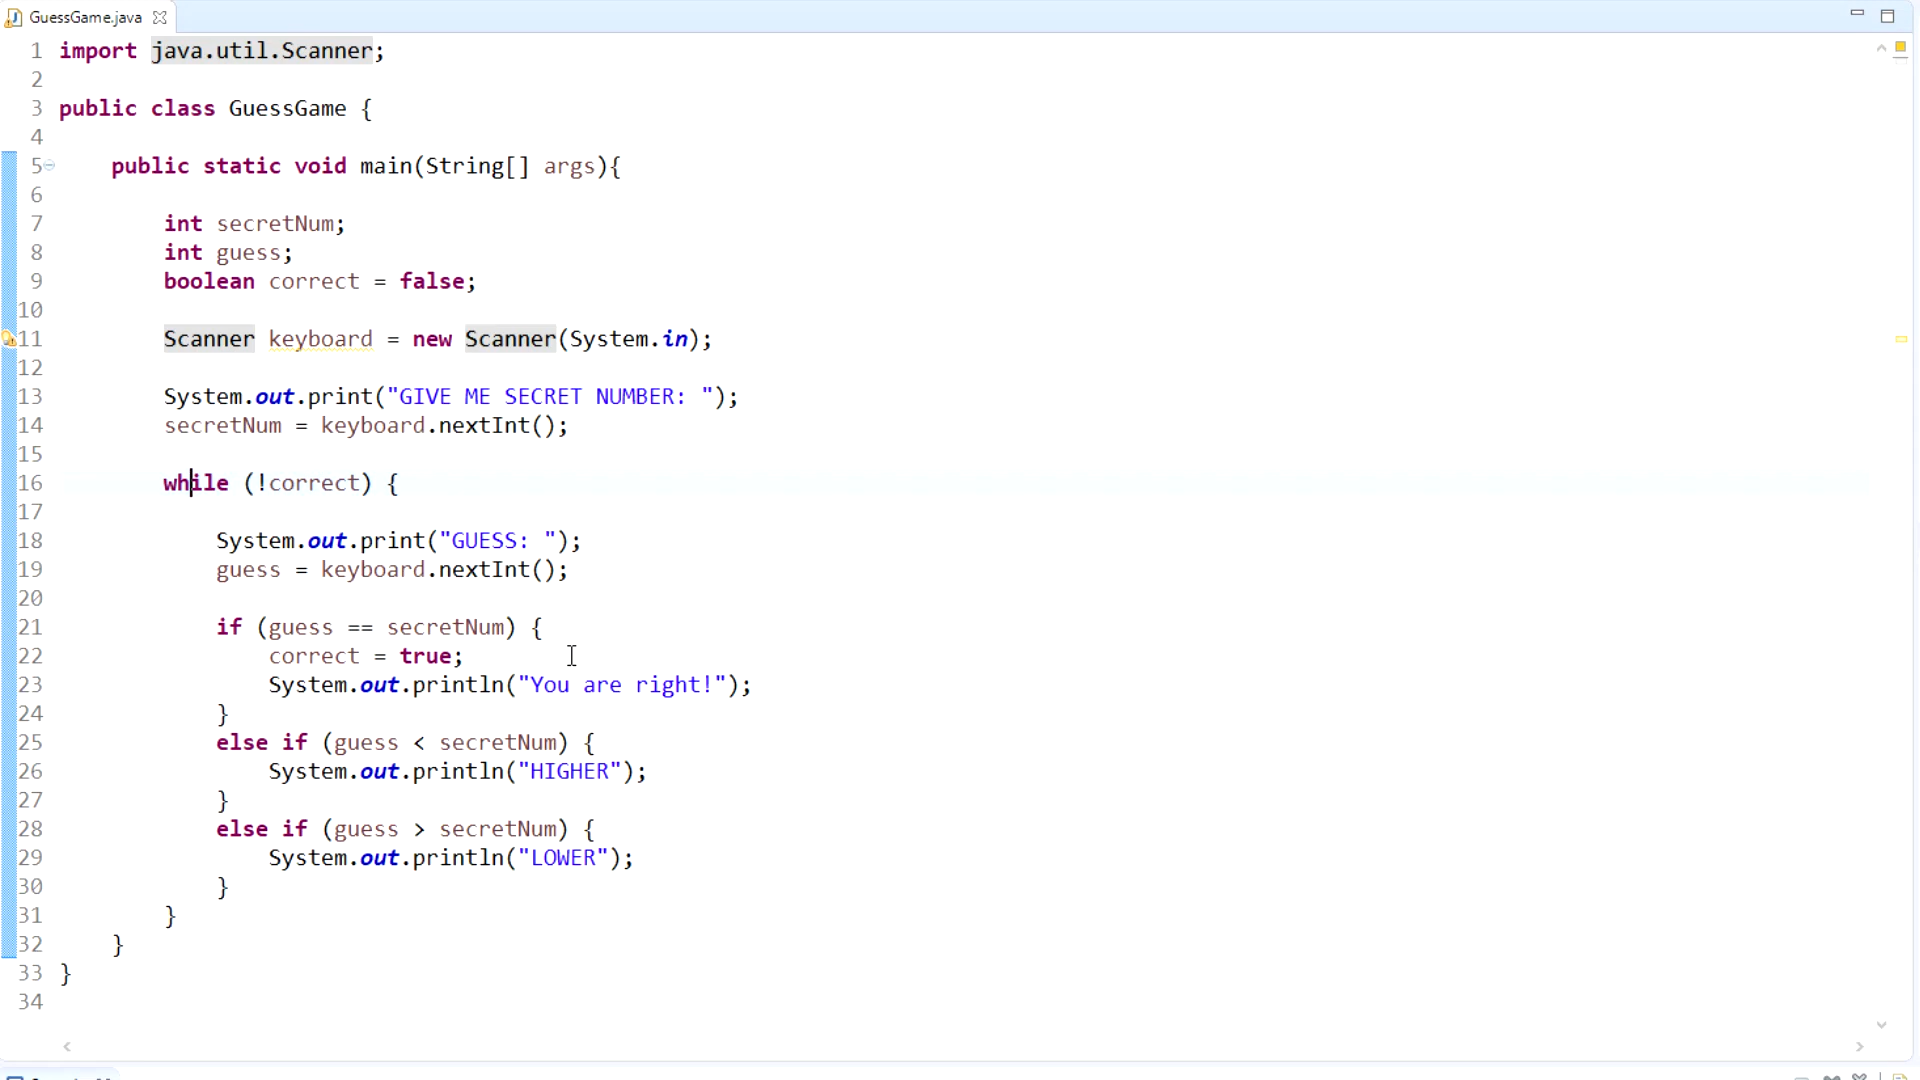 GuessGame.java
1 import java.util.Scanner;
2
3 public class GuessGame {
4
5 public static void main(String[] args){
6
7 int secretNum;
8 int guess;
9 boolean correct = false;
10
11 Scanner keyboard = new Scanner(System.in);
12
13 System.out.print("GIVE ME SECRET NUMBER: ");
14 secretNum = keyboard.nextInt();
15
16 while (!correct) {
17
18 System.out.print("GUESS: ");
19 guess = keyboard.nextInt();
20
21 if (guess == secretNum) {
22 correct = true;
23 System.out.println("You are right!");
24 }
25 else if (guess < secretNum) {
26 System.out.println("HIGHER");
27 }
28 else if (guess > secretNum) {
29 System.out.println("LOWER");
30 }
31 }
32 }
33 }
34